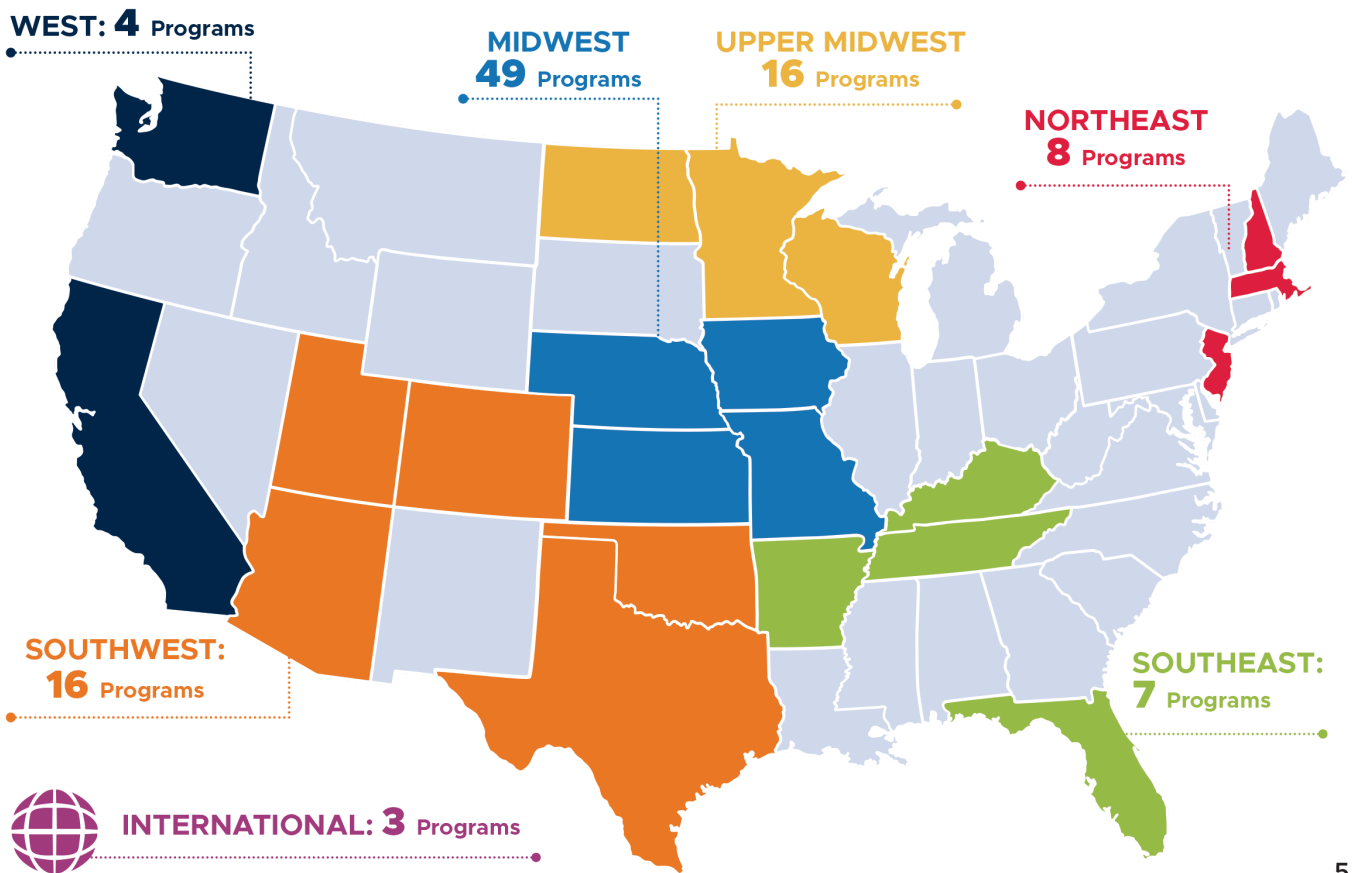 WEST: 4 Programs
MIDWEST
49 Programs
UPPER MIDWEST
16 Programs
NORTHEAST
8 Programs
SOUTHWEST:
16 Programs
SOUTHEAST:
7 Programs
INTERNATIONAL: 3 Programs
5